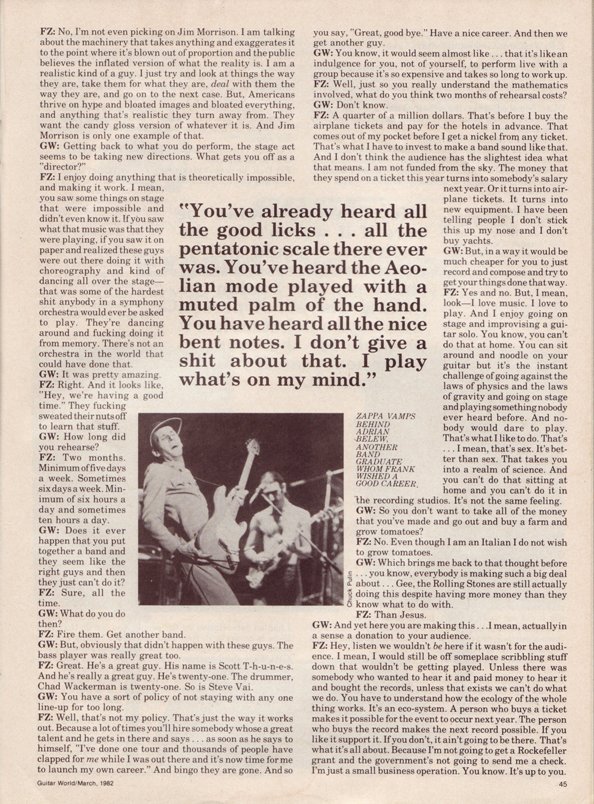 FZ: No, I'm not even picking on Jim Morrison. I am talking
about the machinery that takes anything and exaggerates it
to the point where it's blown out of proportion and the public
believes the inflated version of what the reality is. I am a
realistic kind of a guy. I just try and look at things the way
they are, take them for what they are, deal with them the
way they are, and go on to the next case. But, Americans
thrive on hype and bloated images and bloated everything,
and anything that's realistic they turn away from. They
want the candy gloss version of whatever it is. And Jim
Morrison is only one example of that.
GW: Getting back to what you do perform, the stage act
seems to be taking new directions. What gets you off as a
"director?"
FZ: I enjoy doing anything that is theoretically impossible,
and making it work. I mean,
you saw some things on stage
that were impossible and
didn't even know it. If you saw
what that music was that they
were playing, if you saw it on
paper and realized these guys
were out there doing it with
choreography and kind of
dancing all over the stage—
that was some of the hardest
shit anybody in a symphony
orchestra would ever be asked
to play. They're dancing
around and fucking doing it
from memory. There's not an
orchestra in the world that
could have done that.
GW: It was pretty amazing.
FZ: Right. And it looks like,
"Hey, we're having a good
time." They fucking
sweated their nuts off
to learn that stuff.
GW: How long did
you rehearse?
FZ: Two months.
Minimum of five days
a week. Sometimes
six days a week. Min-
imum of six hours a
day and sometimes
ten hours a day.
GW: Does it ever
happen that you put
together a band and
they seem like the
right guys and then
they just can't do it?
FZ: Sure, all the
time.
GW: What do you do
then?
FZ: Fire them. Get another band.
GW: But, obviously that didn't happen with these guys. The
bass player was really great too.
FZ: Great. He's a great guy. His name is Scott T-h-u-n-e-s.
And he's a really great guy. He's twenty-one. The drummer,
Chad Wackerman is twenty-one. So is Steve Vai.
GW: You have a sort of policy of not staying with any one
line-up for too long.
FZ: Well, that's not my policy. That's just the way it works
out. Because a lot of times you'll hire somebody whose a great
talent and he gets in there and says . . . as soon as he says to
himself, "I've done one tour and thousands of people have
clapped for me while I was out there and it's now time for me
to launch my own career." And bingo they are gone. And so
"You've already heard all
the good licks . . . all the
pentatonic scale there ever
was. You've heard the Aeo-
lian mode played with a
muted palm of the hand.
You have heard all the nice
bent notes. I don't give a
shit about that. I play
what's on my mind."
ZAPPA VAMPS
BEHIND
ADRIAN
BELEW,
ANOTHER
BAND
GRADUATE
WHOM FRANK
WISHED A
GOOD CAREER.
Chuck Pulin
you say, "Great, good bye." Have a nice career. And then we
get another guy.
GW: You know, it would seem almost like . . . that it's like an
indulgence for you, not of yourself, to perform live with a
group because it's so expensive and takes so long to work up.
FZ: Well, just so you really understand the mathematics
involved, what do you think two months of rehearsal costs?
GW: Don't know.
FZ: A quarter of a million dollars. That's before I buy the
airplane tickets and pay for the hotels in advance. That
comes out of my pocket before I get a nickel from any ticket.
That's what I have to invest to make a band sound like that.
And I don't think the audience has the slightest idea what
that means. I am not funded from the sky. The money that
they spend on a ticket this year turns into somebody's salary
next year. Or it turns into air-
plane tickets. It turns into
new equipment. I have been
telling people I don't stick
this up my nose and I don't
buy yachts.
GW: But, in a way it would be
much cheaper for you to just
record and compose and try to
get your things done that way.
FZ: Yes and no. But, I mean,
look—I love music. I love to
play. And I enjoy going on
stage and improvising a gui-
tar solo. You know, you can't
do that at home. You can sit
around and noodle on your
guitar but it's the instant
challenge of going against the
laws of physics and the laws
of gravity and going on stage
and playing something nobody
ever heard before. And no-
body would dare to play.
That's what I like to do. That's
. . . I mean, that's sex. It's bet-
ter than sex. That takes you
into a realm of science. And
you can't do that sitting at
home and you can't do it in
the recording studios. It's not the same feeling.
GW: So you don't want to take all of the money
that you've made and go out and buy a farm and
grow tomatoes?
FZ: No. Even though I am an Italian I do not wish
to grow tomatoes.
GW: Which brings me back to that thought before
. . . you know, everybody is making such a big deal
about . . . Gee, the Rolling Stones are still actually
doing this despite having more money than they
know what to do with.
FZ: Than Jesus.
GW: And yet here you are making this . . . I mean, actually in
a sense a donation to your audience.
FZ: Hey, listen we wouldn't be here if it wasn't for the audi-
ence. I mean, I would still be off someplace scribbling stuff
down that wouldn't be getting played. Unless there was
somebody who wanted to hear it and paid money to hear it
and bought the records, unless that exists we can't do what
we do. You have to understand how the ecology of the whole
thing works. It's an eco-system. A person who buys a ticket
makes it possible for the event to occur next year. The person
who buys the record makes the next record possible. If you
like it support it. If you don't, it ain't going to be there. That's
what it's all about. Because I'm not going to get a Rockefeller
grant and the government's not going to send me a check.
I'm just a small business operation. You know. It's up to you.
Guitar World/March, 1982
45